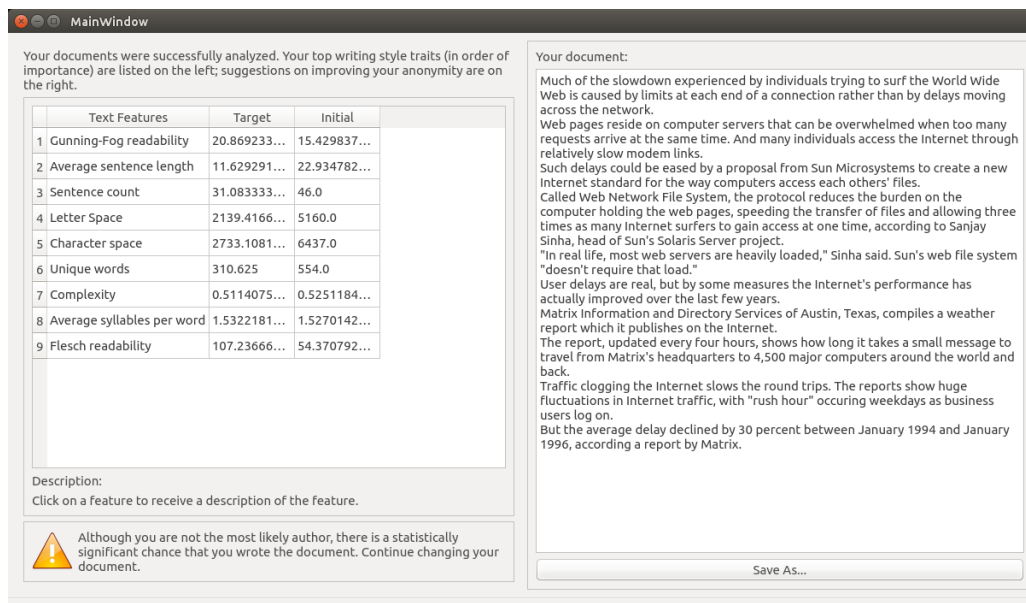 MainWindow
Your documents were successfully analyzed. Your top writing style traits (in order of
importance) are listed on the left; suggestions on improving your anonymity are on
the right.
Text Features Target Initial
1 Gunning-Fog readability 20.869233... 15.429837...
2 Average sentence length 11.629291... 22.934782...
3 Sentence count 31.083333... 46.0
4 Letter Space 2139.4166... 5160.0
5 Character space 2733.1081... 6437.0
6 Unique words 310.625 554.0
7 Complexity 0.5114075... 0.5251184...
8 Average syllables per word 1.5322181... 1.5270142...
9 Flesch readability 107.23666... 54.370792...
Description:
Click on a feature to receive a description of the feature.
Although you are not the most likely author, there is a statistically
significant chance that you wrote the document. Continue changing your
document.
Your document:
Much of the slowdown experienced by individuals trying to surf the World Wide
Web is caused by limits at each end of a connection rather than by delays moving
across the network.
Web pages reside on computer servers that can be overwhelmed when too many
requests arrive at the same time. And many individuals access the Internet through
relatively slow modem links.
Such delays could be eased by a proposal from Sun Microsystems to create a new
Internet standard for the way computers access each others' files.
Called Web Network File System, the protocol reduces the burden on the
computer holding the web pages, speeding the transfer of files and allowing three
times as many Internet surfers to gain access at one time, according to Sanjay
Sinha, head of Sun's Solaris Server project.
"In real life, most web servers are heavily loaded," Sinha said. Sun's web file system
"doesn't require that load."
User delays are real, but by some measures the Internet's performance has
actually improved over the last few years.
Matrix Information and Directory Services of Austin, Texas, compiles a weather
report which it publishes on the Internet.
The report, updated every four hours, shows how long it takes a small message to
travel from Matrix's headquarters to 4,500 major computers around the world and
back.
Traffic clogging the Internet slows the round trips. The reports show huge
fluctuations in Internet traffic, with "rush hour" occuring weekdays as business
users log on.
But the average delay declined by 30 percent between January 1994 and January
1996, according a report by Matrix.
Save As...